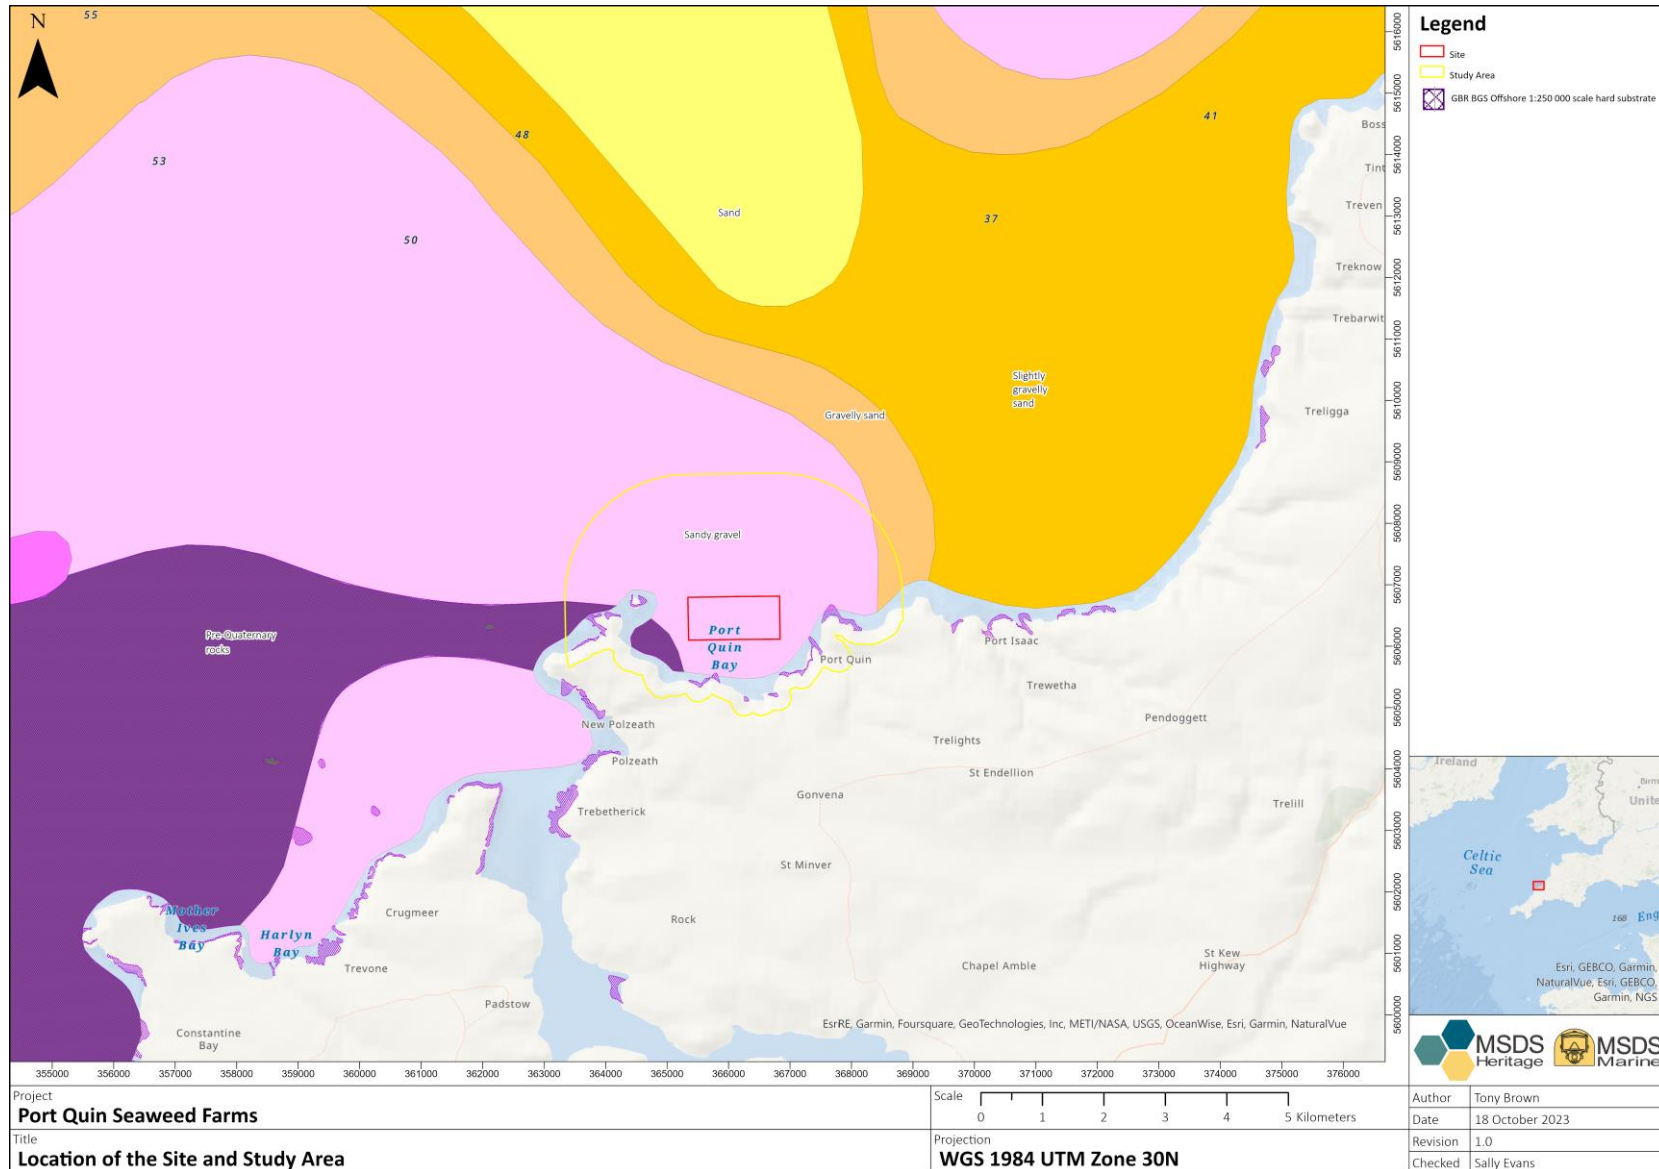 55
N
Legend
Site
Study Area
GBR BGS Offshore 1:250 000 scale hard substrate
5616000
5615000
5614000
5613000
5612000
5611000
5610000
5609000
5608000
5607000
5606000
5605000
5604000
5603000
5602000
5601000
5600000
48
41
53
50
37
Boss
Tint
Treven
Treknow
Trebarwit
Treligga
Sand
Slightly
gravelly
sand
Gravelly sand
Sandy gravel
Pre-Quaternary
rocks
Port
Quin
Bay
Port Quin
Port Isaac
Trewetha
Pendoggett
New Polzeath
Polzeath
Trelights
St Endellion
Gonvena
Trebetherick
Trelill
St Minver
Crugmeer
Rock
Mother
Ives
Bay
Harlyn
Bay
Trevone
Chapel Amble
St Kew
Highway
Padstow
Constantine
Bay
EsrRE, Garmin, Foursquare, GeoTechnologies, Inc, METI/NASA, USGS, OceanWise, Esri, Garmin, NaturalVue
Ireland
Birm
Unite
Celtic
Sea
168
Eng
Esri, GEBCO, Garmin,
NaturalVue, Esri, GEBCO,
Garmin, NGS
MSDS
Heritage
MSDS
Marine
355000 356000 357000 358000 359000 360000 361000 362000 363000 364000 365000 366000 367000 368000 369000 370000 371000 372000 373000 374000 375000 376000
Project
Port Quin Seaweed Farms
Scale
0 1 2 3 4 5 Kilometers
Author Tony Brown
Date 18 October 2023
Title
Location of the Site and Study Area
Projection
WGS 1984 UTM Zone 30N
Revision 1.0
Checked Sally Evans